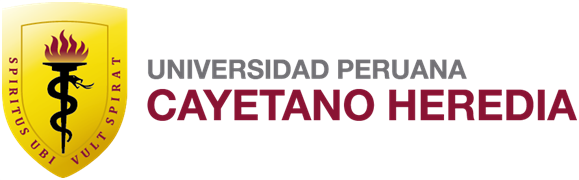 SPIRITUS UBI VULT SPIRAT
UNIVERSIDAD PERUANA
CAYETANO HEREDIA